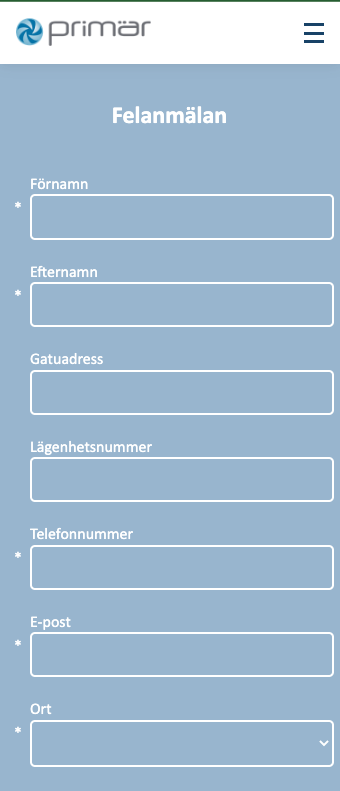 primär
Felanmälan
Förnamn
*
Efternamn
*
Gatuadress
Lägenhetsnummer
Telefonnummer
*
E-post
*
Ort
*